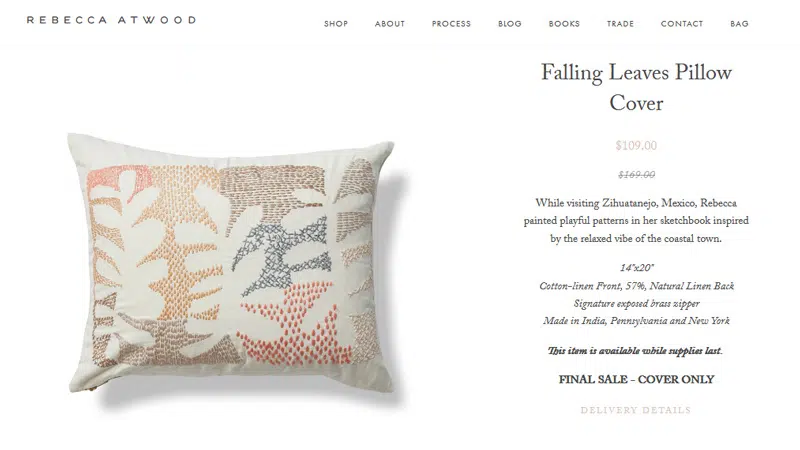 REBECCA ATWOOD
SHOP ABOUT PROCESS BLOG BOOKS TRADE CONTACT BAG
Falling Leaves Pillow
Cover
$109.00
$169.00
While visiting Zihuatanejo, Mexico, Rebecca
painted playful patterns in her sketchbook inspired
by the relaxed vibe of the coastal town.
14"x20"
Cotton-linen Front, 57%, Natural Linen Back
Signature exposed brass zipper
Made in India, Pennsylvania and New York
This item is available while supplies last.
FINAL SALE - COVER ONLY
DELIVERY DETAILS